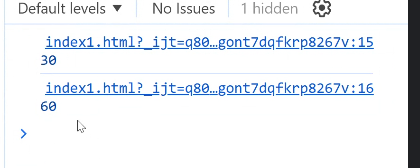 Default levels ▼ No Issues 1 hidden
index1.html?_ijt=q80…gont7dqfkrp8267v:15
30
index1.html?_ijt=q80…gont7dqfkrp8267v:16
60
>